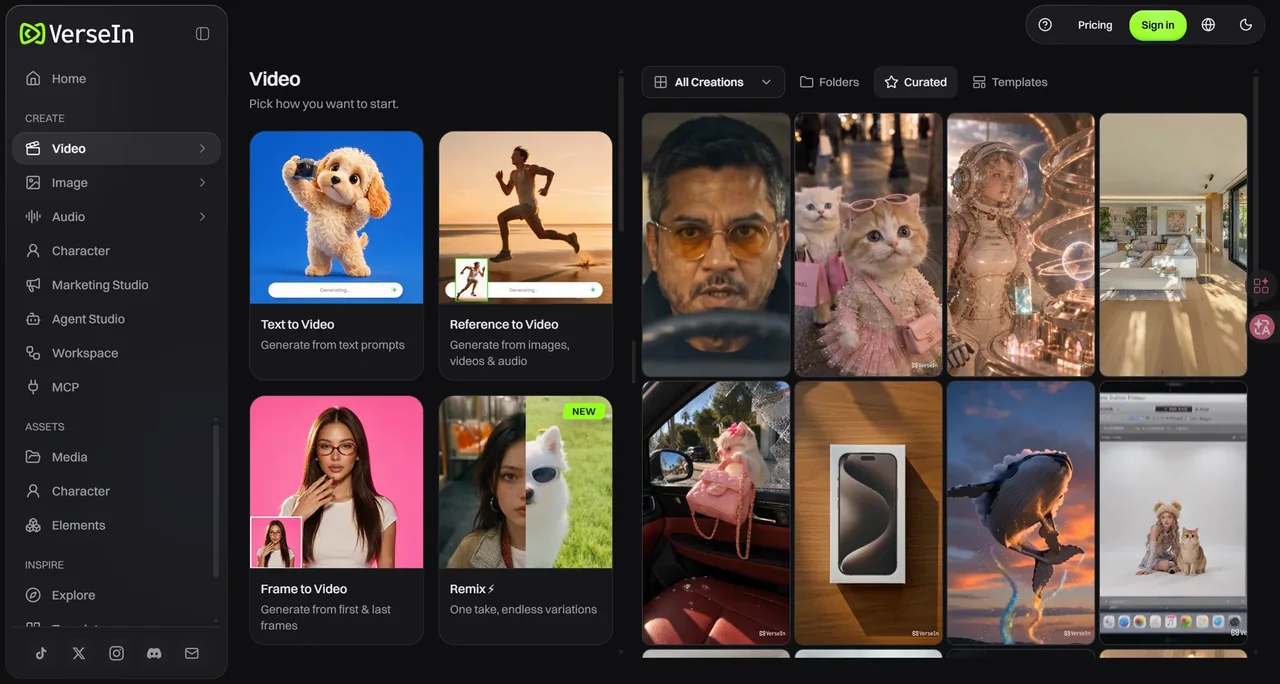 VerseIn
Home
CREATE
Video
Image
Audio
Character
Marketing Studio
Agent Studio
Workspace
MCP
ASSETS
Media
Character
Elements
INSPIRE
Explore
Pricing
Sign in
Video
Pick how you want to start.
Generating...
Text to Video
Generate from text prompts
Generating...
Reference to Video
Generate from images,
videos & audio
Frame to Video
Generate from first & last
frames
NEW
Remix⚡
One take, endless variations
All Creations
Folders
Curated
Templates
VerseIn
VerseIn
VerseIn
VerseIn